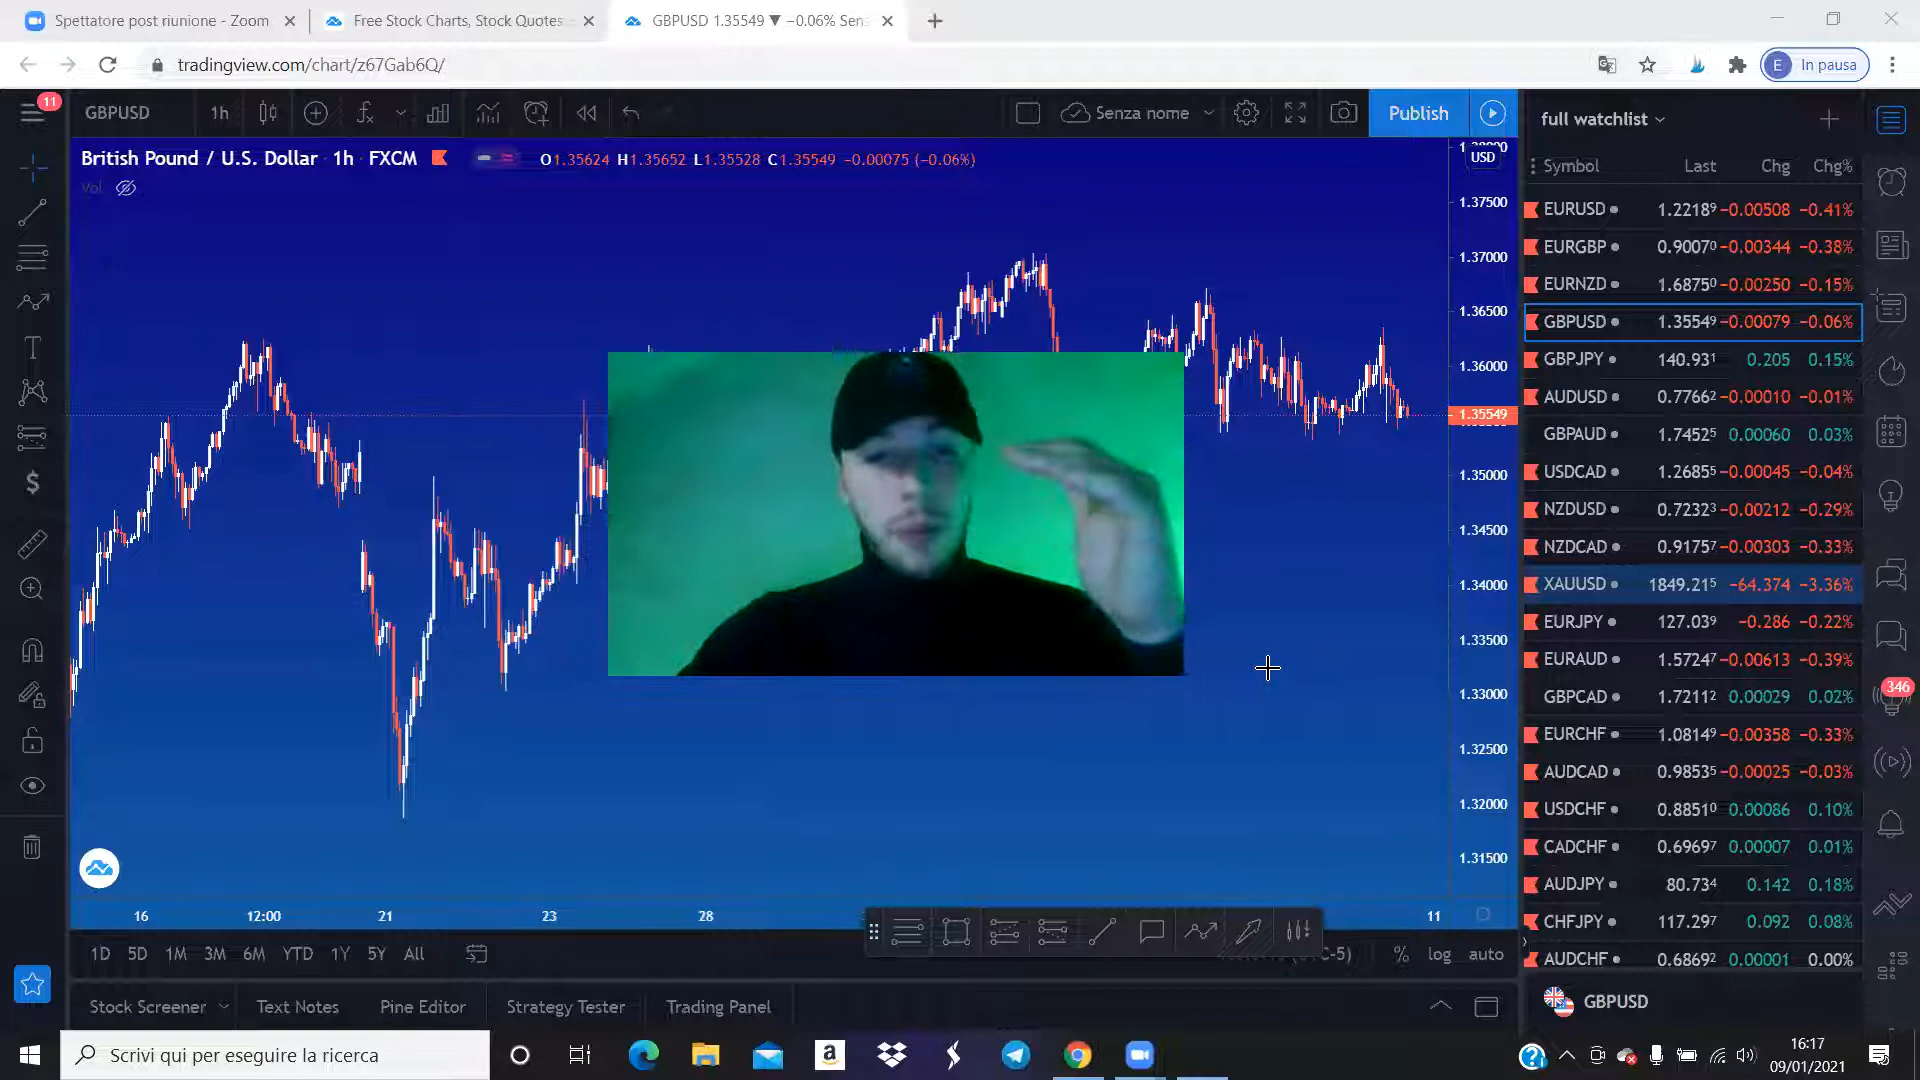 Spettatore post riunione - Zoom
Free Stock Charts, Stock Quotes
GBPUSD 1.35549 ▼ −0.06% Sen
tradingview.com/chart/z67Gab6Q/
E In pausa
11
GBPUSD 1h
Senza nome
Publish
full watchlist
British Pound / U.S. Dollar · 1h · FXCM
O1.35624 H1.35652 L1.35528 C1.35549 −0.00075 (−0.06%)
Vol
USD
1.37500
1.37000
1.36500
1.36000
1.35549
1.35000
1.34500
1.34000
1.33500
1.33000
1.32500
1.32000
1.31500
16 12:00 21 23 28 11
Symbol Last Chg Chg%
EURUSD 1.22189 −0.00508 −0.41%
EURGBP 0.90070 −0.00344 −0.38%
EURNZD 1.68750 −0.00250 −0.15%
GBPUSD 1.35549 −0.00079 −0.06%
GBPJPY 140.931 0.205 0.15%
AUDUSD 0.77662 −0.00010 −0.01%
GBPAUD 1.74525 0.00060 0.03%
USDCAD 1.26855 −0.00045 −0.04%
NZDUSD 0.72323 −0.00212 −0.29%
NZDCAD 0.91757 −0.00303 −0.33%
XAUUSD 1849.215 −64.374 −3.36%
EURJPY 127.039 −0.286 −0.22%
EURAUD 1.57247 −0.00613 −0.39%
GBPCAD 1.72112 0.00029 0.02%
EURCHF 1.08149 −0.00358 −0.33%
AUDCAD 0.98535 −0.00025 −0.03%
USDCHF 0.88510 0.00086 0.10%
CADCHF 0.69697 0.00007 0.01%
AUDJPY 80.734 0.142 0.18%
CHFJPY 117.297 0.092 0.08%
AUDCHF 0.68692 0.00001 0.00%
346
1D 5D 1M 3M 6M YTD 1Y 5Y All
% log auto
Stock Screener Text Notes Pine Editor Strategy Tester Trading Panel
GBPUSD
Scrivi qui per eseguire la ricerca
16:17
09/01/2021